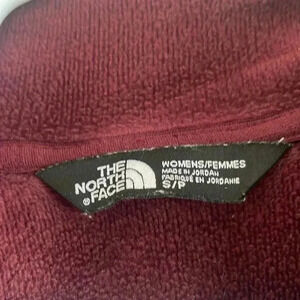 THE
NORTH
FACE
®
WOMENS/FEMMES
MADE IN JORDAN
FABRIQUÉ EN JORDANIE
S/P